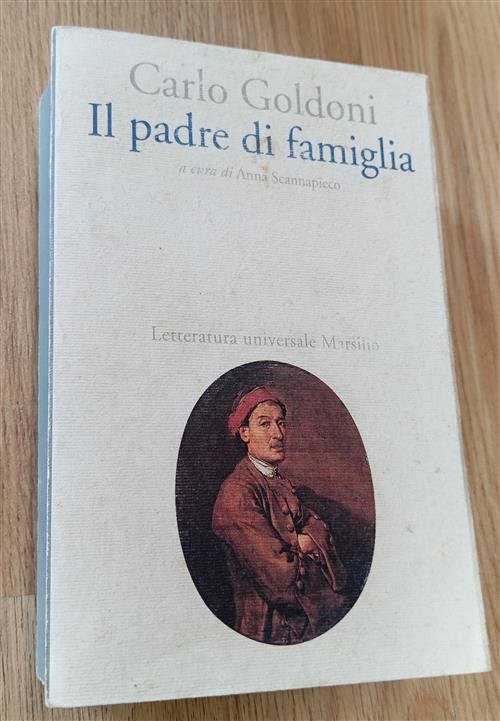 Carlo Goldoni
Il padre di famiglia
a cura di Anna Scannapieco
Letteratura universale Marsilio